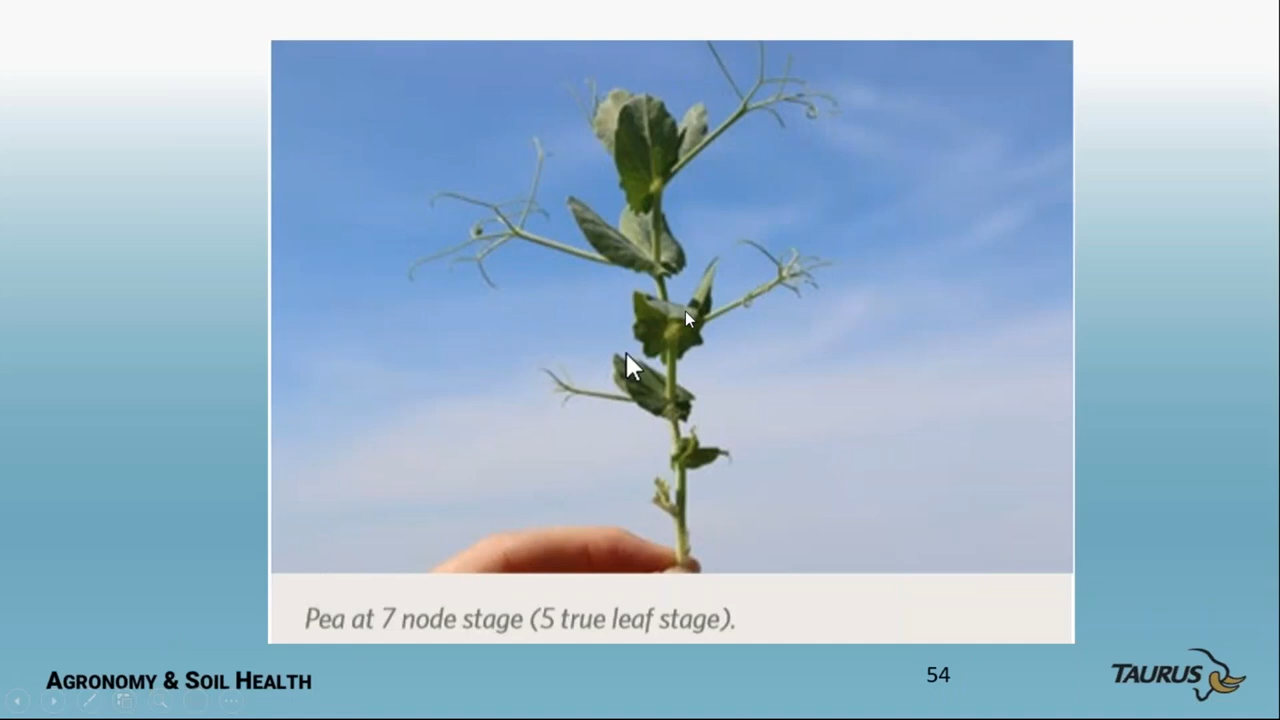 Pea at 7 node stage (5 true leaf stage).
AGRONOMY & SOIL HEALTH
54
TAURUS